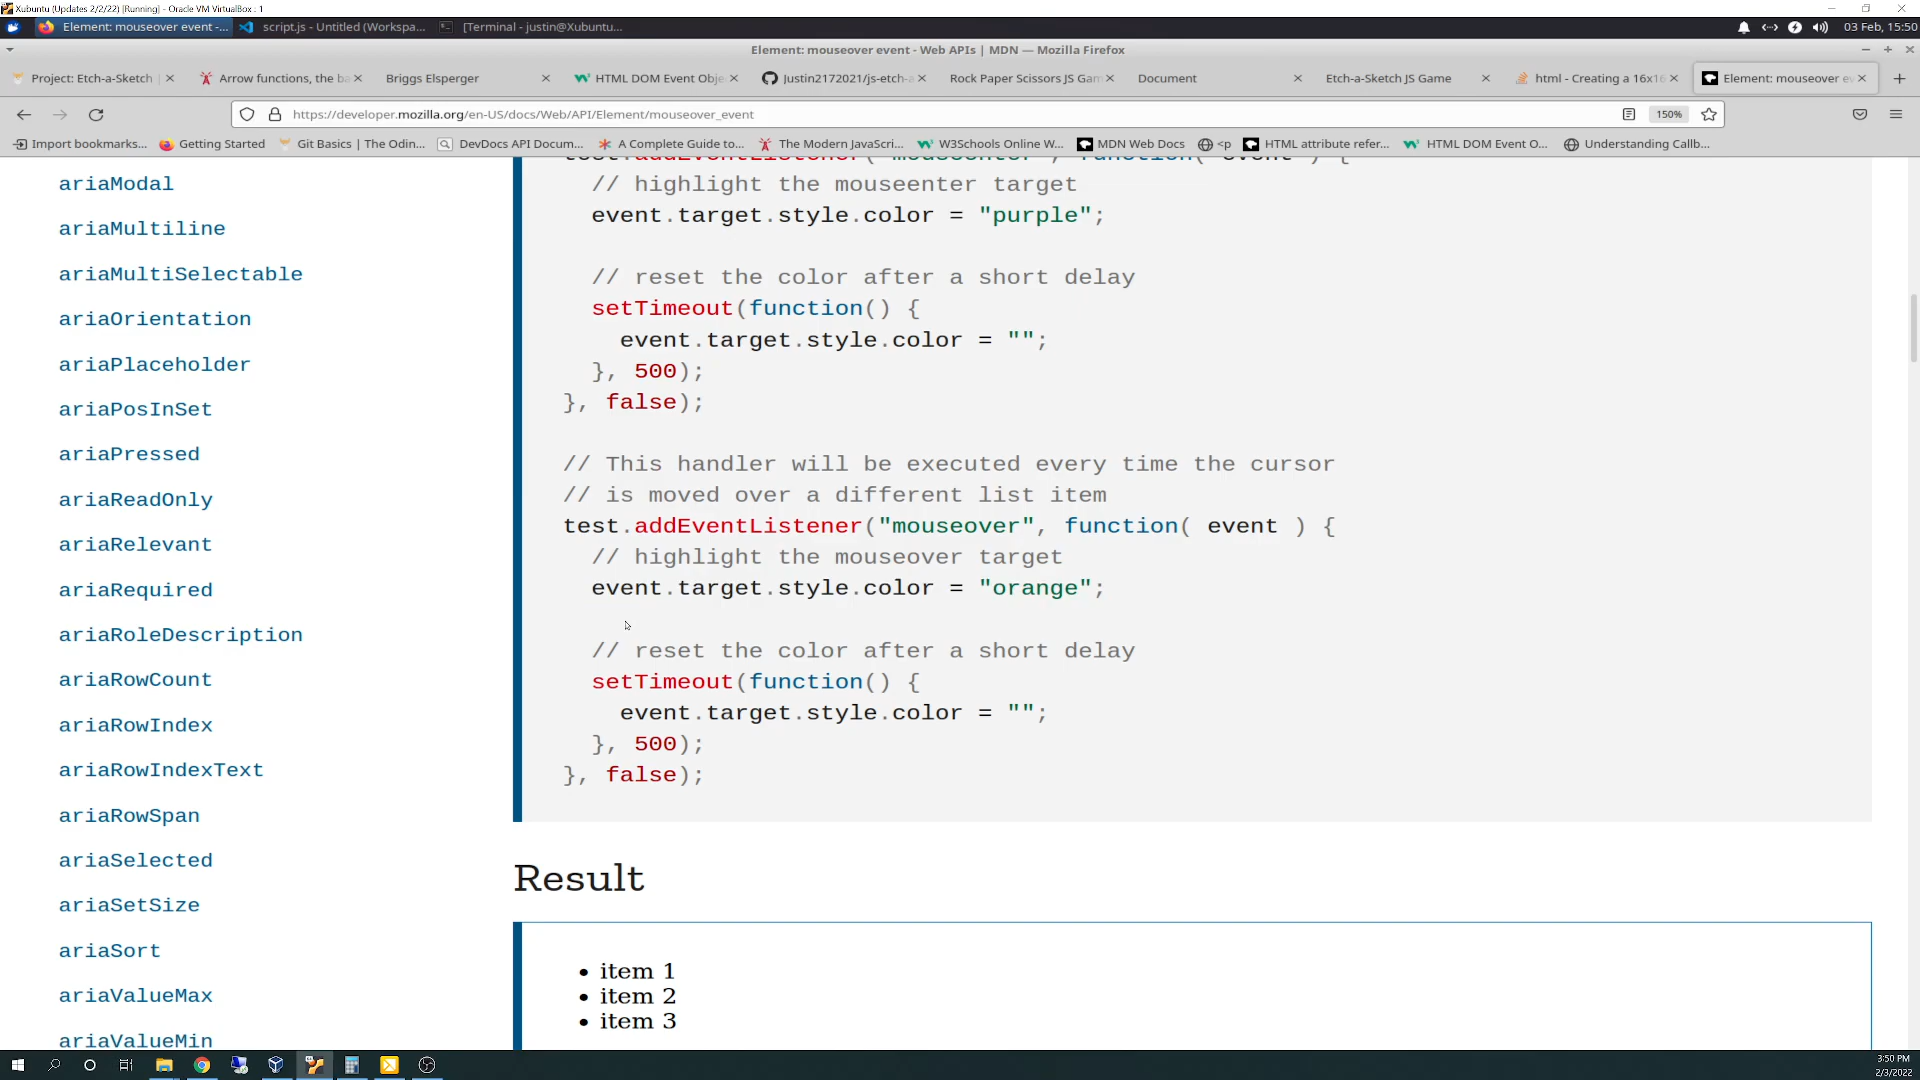 Xubuntu (Updates 2/2/22) [Running] - Oracle VM VirtualBox : 1
Element: mouseover event -...
script.js - Untitled (Workspa...
[Terminal - justin@Xubuntu...
03 Feb, 15:50
Element: mouseover event - Web APIs | MDN — Mozilla Firefox
Project: Etch-a-Sketch
Arrow functions, the ba
Briggs Elsperger
HTML DOM Event Obje
Justin2172021/js-etch-a
Rock Paper Scissors JS Gam
Document
Etch-a-Sketch JS Game
html - Creating a 16x16
Element: mouseover ev
https://developer.mozilla.org/en-US/docs/Web/API/Element/mouseover_event
150%
Import bookmarks...
Getting Started
Git Basics | The Odin...
DevDocs API Docum...
A Complete Guide to...
The Modern JavaScri...
W3Schools Online W...
MDN Web Docs
<p
HTML attribute refer...
HTML DOM Event O...
Understanding Callb...
ariaModal
ariaMultiline
ariaMultiSelectable
ariaOrientation
ariaPlaceholder
ariaPosInSet
ariaPressed
ariaReadOnly
ariaRelevant
ariaRequired
ariaRoleDescription
ariaRowCount
ariaRowIndex
ariaRowIndexText
ariaRowSpan
ariaSelected
ariaSetSize
ariaSort
ariaValueMax
ariaValueMin
test.addEventListener("mouseenter", function( event ) {
// highlight the mouseenter target
event.target.style.color = "purple";
// reset the color after a short delay
setTimeout(function() {
event.target.style.color = "";
}, 500);
}, false);
// This handler will be executed every time the cursor
// is moved over a different list item
test.addEventListener("mouseover", function( event ) {
// highlight the mouseover target
event.target.style.color = "orange";
// reset the color after a short delay
setTimeout(function() {
event.target.style.color = "";
}, 500);
}, false);
Result
• item 1
• item 2
• item 3
3:50 PM
2/3/2022